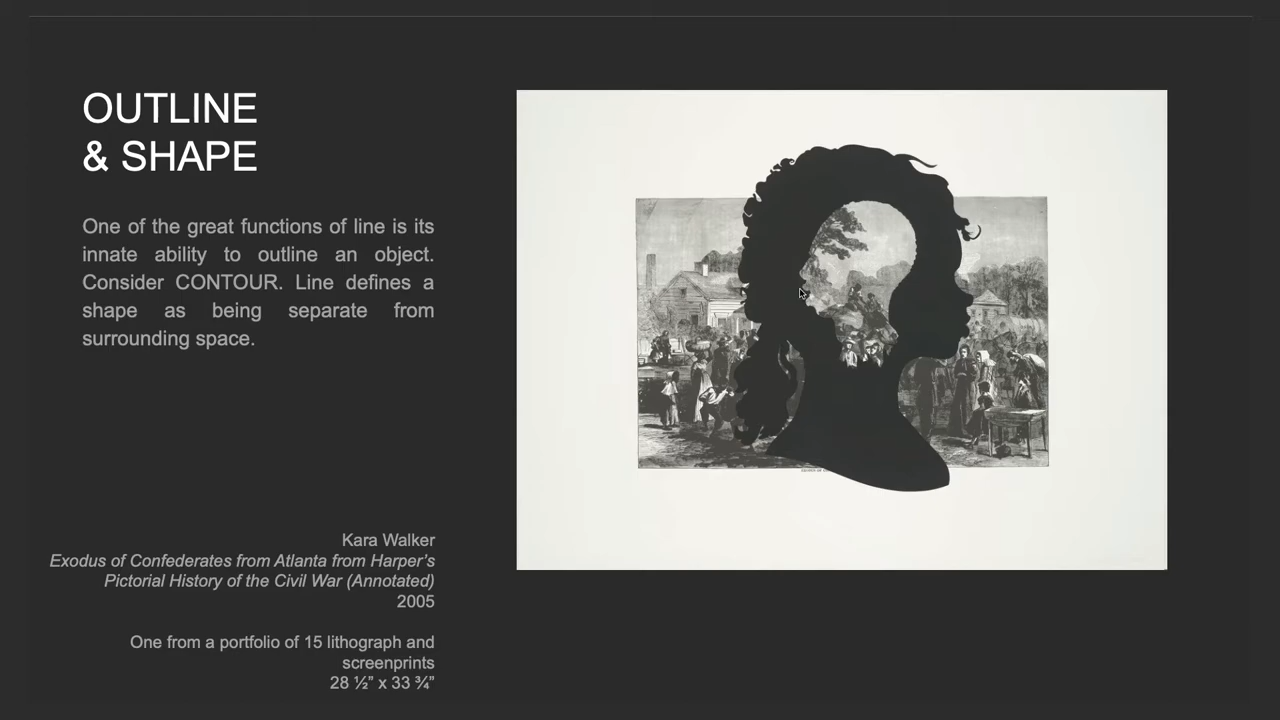 OUTLINE
& SHAPE
One of the great functions of line is its
innate ability to outline an object.
Consider CONTOUR. Line defines a
shape as being separate from
surrounding space.
Kara Walker
Exodus of Confederates from Atlanta from Harper’s
Pictorial History of the Civil War (Annotated)
2005
One from a portfolio of 15 lithograph and
screenprints
28 ½” x 33 ¾”